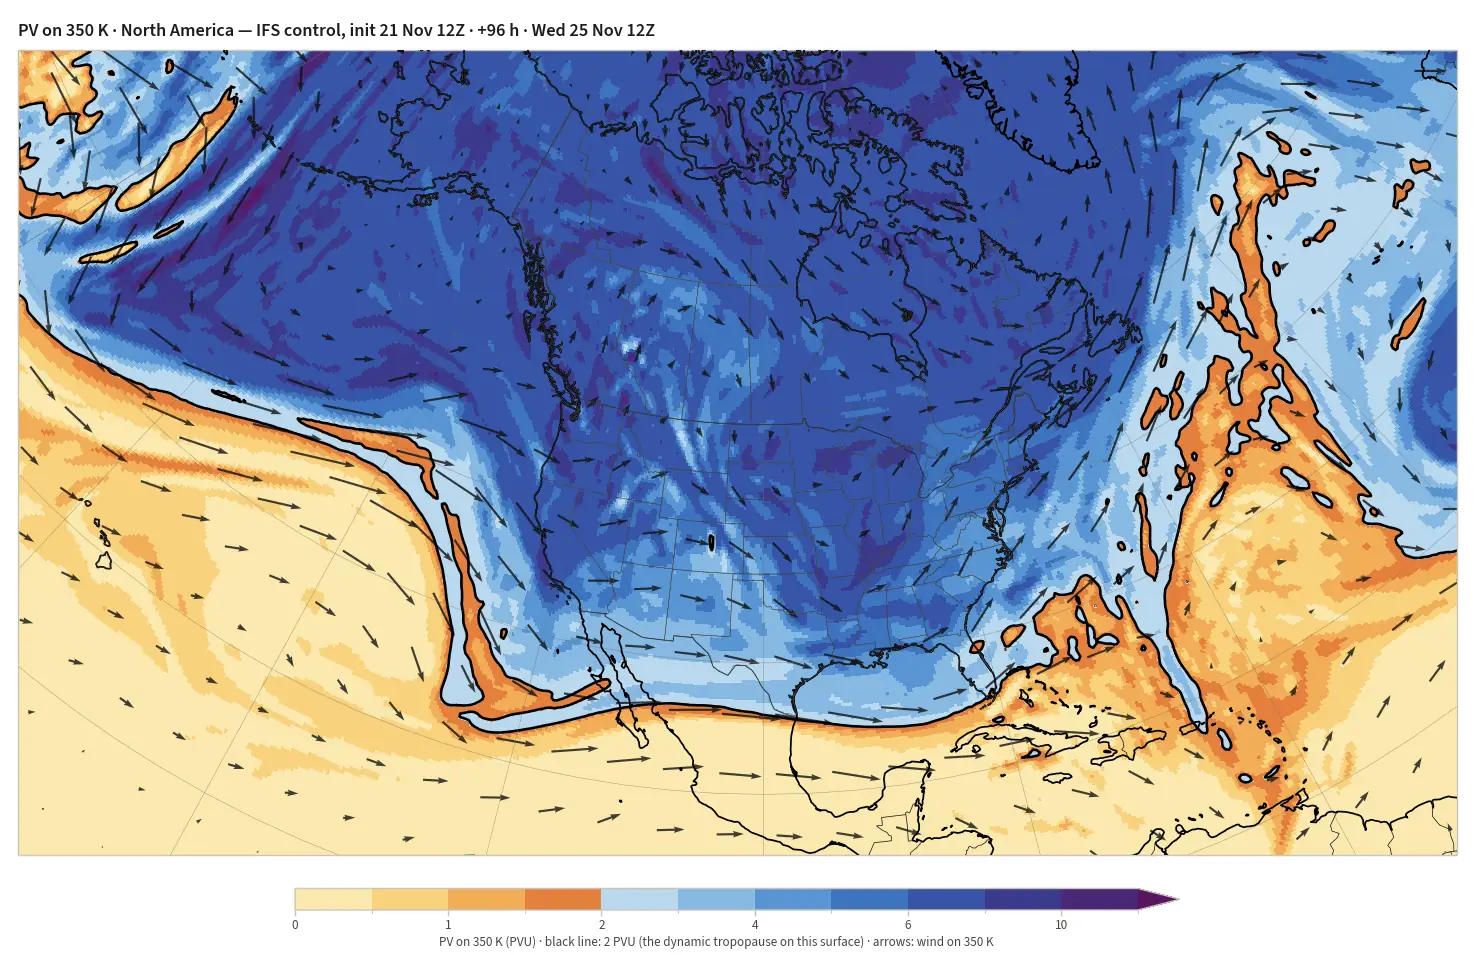 PV on 350 K · North America — IFS control, init 21 Nov 12Z · +96 h · Wed 25 Nov 12Z
0 1 2 4 6 10
PV on 350 K (PVU) · black line: 2 PVU (the dynamic tropopause on this surface) · arrows: wind on 350 K